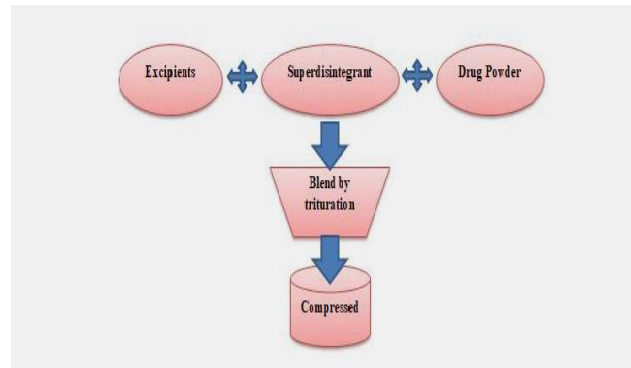 Excipients
Superdisintegrant
Drug Powder
Blend by
trituration
Compressed